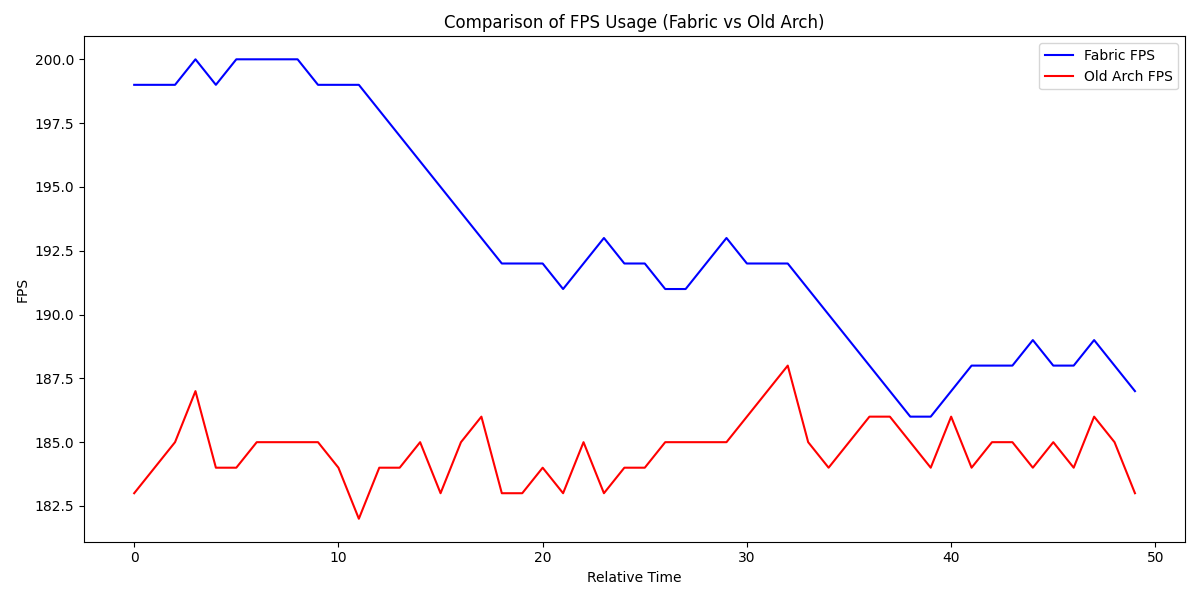 Comparison of FPS Usage (Fabric vs Old Arch)
Fabric FPS
Old Arch FPS
FPS
200.0
197.5
195.0
192.5
190.0
187.5
185.0
182.5
0 10 20 30 40 50
Relative Time